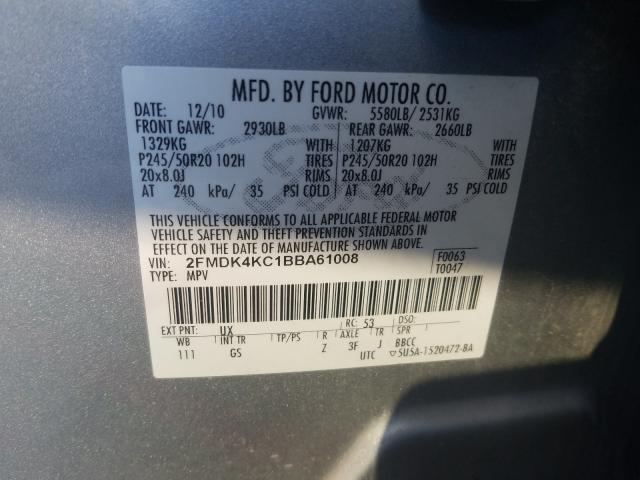 MFD. BY FORD MOTOR CO.
DATE: 12/10 GVWR: 5580LB/ 2531KG
FRONT GAWR: 2930LB REAR GAWR: 2660LB
1329KG WITH 1207KG WITH
P245/50R20 102H TIRES P245/50R20 102H TIRES
20x8.0J RIMS 20x8.0J RIMS
AT 240 kPa/ 35 PSI COLD AT 240 kPa/ 35 PSI COLD
THIS VEHICLE CONFORMS TO ALL APPLICABLE FEDERAL MOTOR
VEHICLE SAFETY AND THEFT PREVENTION STANDARDS IN
EFFECT ON THE DATE OF MANUFACTURE SHOWN ABOVE.
VIN: 2FMDK4KC1BBA61008 F0063
TYPE: MPV T0047
EXT PNT: UX RC: 53 DSO:
WB INT TR TP/PS R AXLE TR SPR
111 GS Z 3F J BBCC
UTC ▽5U5A-1520472-BA